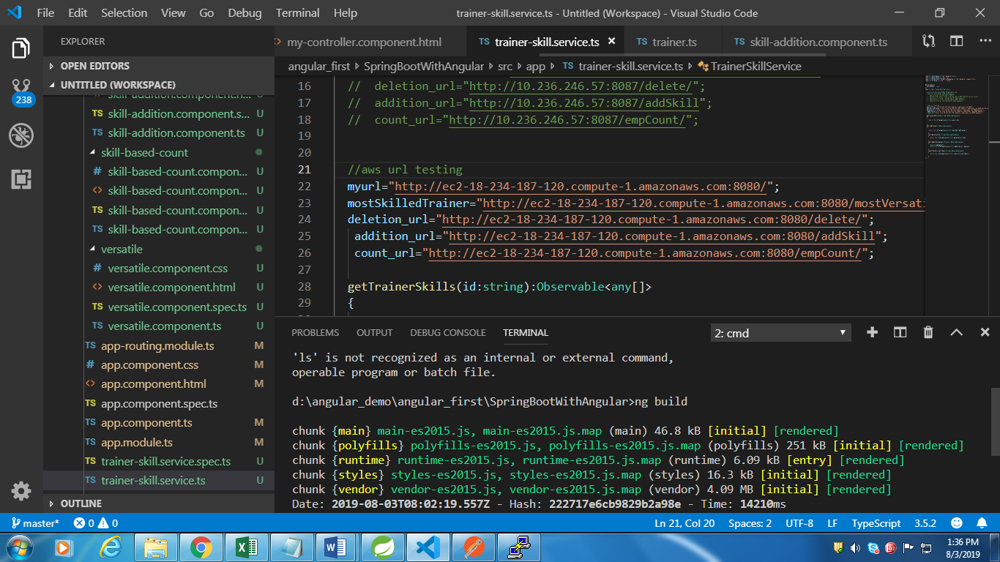 File Edit Selection View Go Debug Terminal Help trainer-skill.service.ts - Untitled (Workspace) - Visual Studio Code
EXPLORER
my-controller.component.html TS trainer-skill.service.ts TS trainer.ts TS skill-addition.component.ts
OPEN EDITORS
UNTITLED (WORKSPACE)
238
TS skill-addition.component.s... U
TS skill-addition.component.ts U
skill-based-count
# skill-based-count.compon... U
<> skill-based-count.compon... U
TS skill-based-count.compon... U
TS skill-based-count.compon... U
versatile
# versatile.component.css U
<> versatile.component.html U
TS versatile.component.spec.ts U
TS versatile.component.ts U
TS app-routing.module.ts M
# app.component.css M
<> app.component.html M
TS app.component.spec.ts
TS app.component.ts M
TS app.module.ts M
TS trainer-skill.service.spec.ts U
TS trainer-skill.service.ts U
OUTLINE
angular_first SpringBootWithAngular src app TS trainer-skill.service.ts TrainerSkillService
16 // deletion_url="http://10.236.246.57:8087/delete/";
17 // addition_url="http://10.236.246.57:8087/addSkill";
18 // count_url="http://10.236.246.57:8087/empCount/";
19
20
21 //aws url testing
22 myurl="http://ec2-18-234-187-120.compute-1.amazonaws.com:8080/";
23 mostSkilledTrainer="http://ec2-18-234-187-120.compute-1.amazonaws.com:8080/mostVersati
24 deletion_url="http://ec2-18-234-187-120.compute-1.amazonaws.com:8080/delete/";
25 addition_url="http://ec2-18-234-187-120.compute-1.amazonaws.com:8080/addSkill";
26 count_url="http://ec2-18-234-187-120.compute-1.amazonaws.com:8080/empCount/";
27
28 getTrainerSkills(id:string):Observable<any[]>
29 {
PROBLEMS OUTPUT DEBUG CONSOLE TERMINAL 2: cmd
'ls' is not recognized as an internal or external command,
operable program or batch file.
d:\angular_demo\angular_first\SpringBootWithAngular>ng build
chunk {main} main-es2015.js, main-es2015.js.map (main) 46.8 kB [initial] [rendered]
chunk {polyfills} polyfills-es2015.js, polyfills-es2015.js.map (polyfills) 251 kB [initial] [rendered]
chunk {runtime} runtime-es2015.js, runtime-es2015.js.map (runtime) 6.09 kB [entry] [rendered]
chunk {styles} styles-es2015.js, styles-es2015.js.map (styles) 16.3 kB [initial] [rendered]
chunk {vendor} vendor-es2015.js, vendor-es2015.js.map (vendor) 4.09 MB [initial] [rendered]
Date: 2019-08-03T08:02:19.557Z - Hash: 222717e6cb9829b2a98e - Time: 14210ms
master* 0 0 Ln 21, Col 20 Spaces: 2 UTF-8 LF TypeScript 3.5.2
1:36 PM
8/3/2019